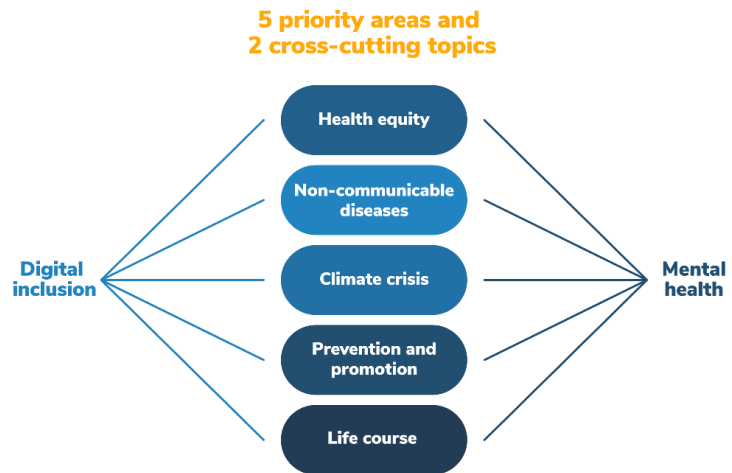 5 priority areas and
2 cross-cutting topics
Health equity
Non-communicable
diseases
Digital
inclusion
Climate crisis
Mental
health
Prevention and
promotion
Life course